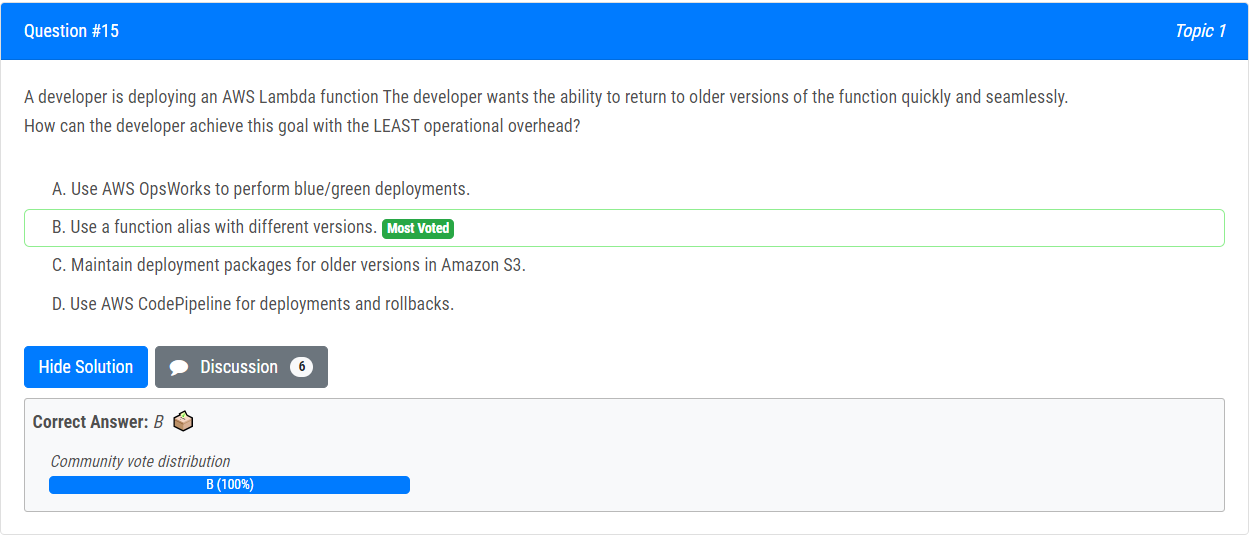 Question #15
Topic 1
A developer is deploying an AWS Lambda function The developer wants the ability to return to older versions of the function quickly and seamlessly.
How can the developer achieve this goal with the LEAST operational overhead?
A. Use AWS OpsWorks to perform blue/green deployments.
B. Use a function alias with different versions. Most Voted
C. Maintain deployment packages for older versions in Amazon S3.
D. Use AWS CodePipeline for deployments and rollbacks.
Hide Solution Discussion 6
Correct Answer: B
Community vote distribution
B (100%)